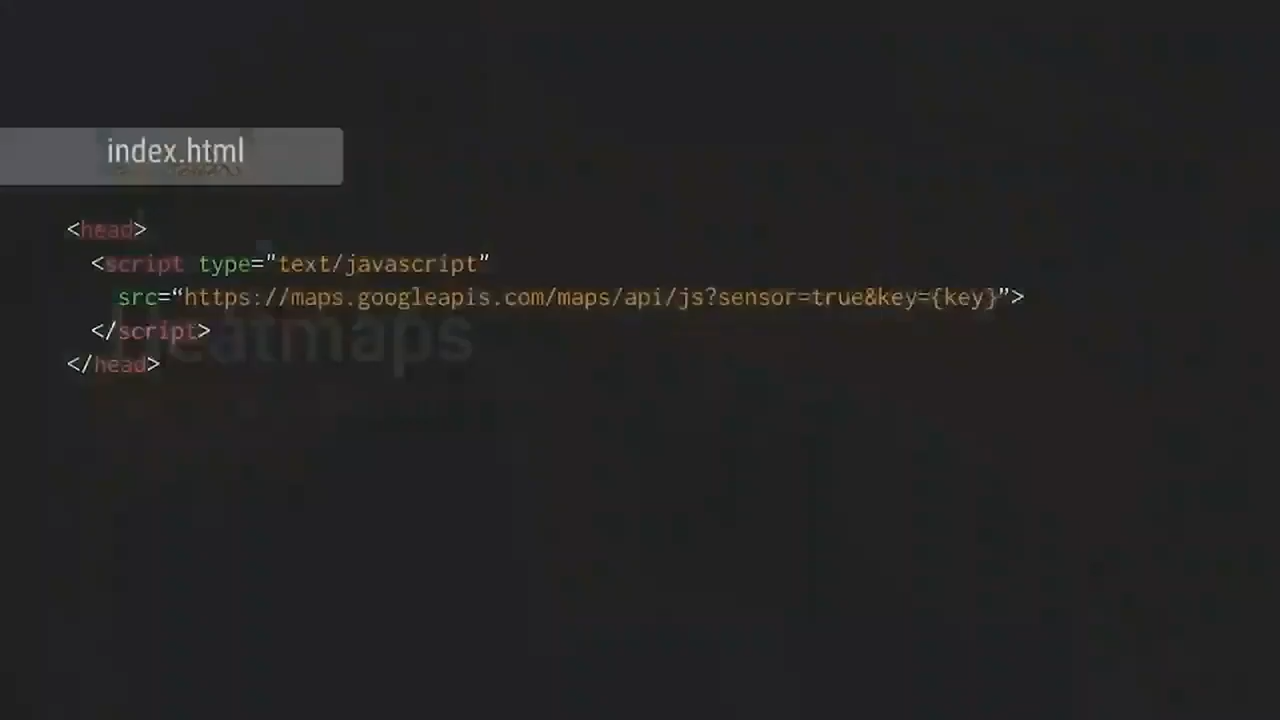 index.html
<head>
<script type="text/javascript"
src=“https://maps.googleapis.com/maps/api/js?sensor=true&key={key}”>
</script>
Heatmaps
</head>